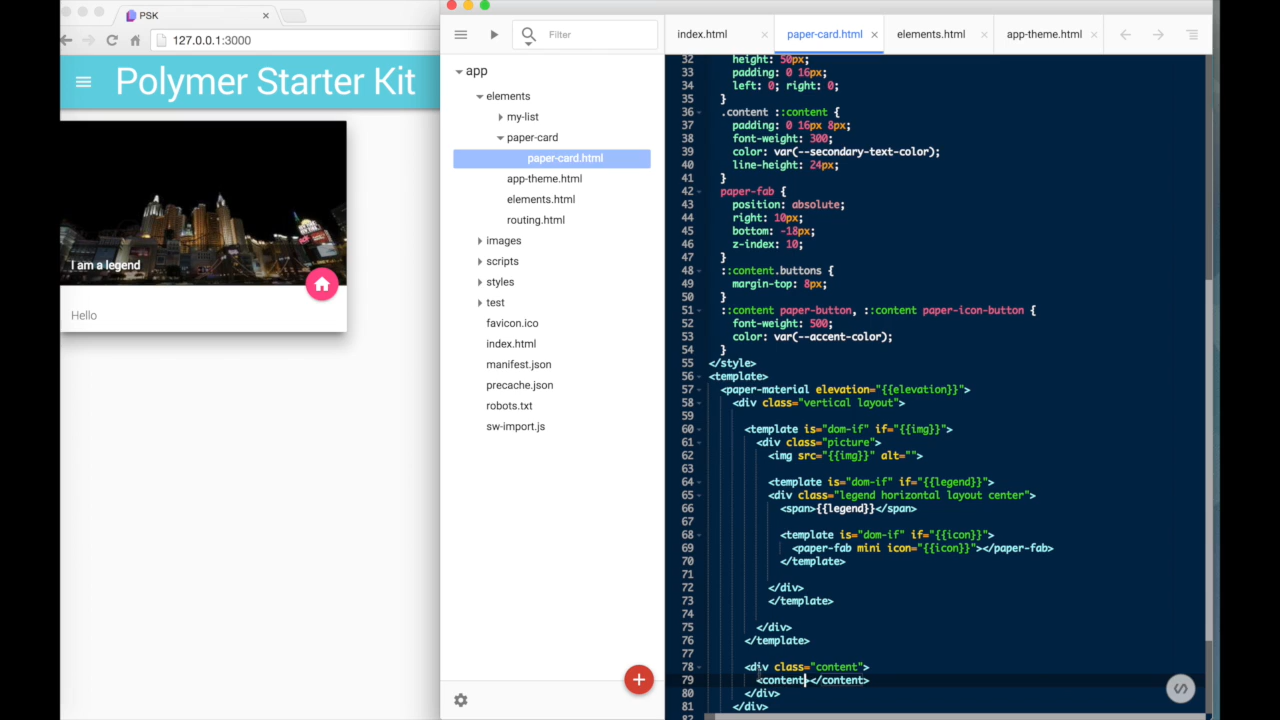 PSK
127.0.0.1:3000
Polymer Starter Kit
I am a legend
Hello
Filter
app
elements
my-list
paper-card
paper-card.html
app-theme.html
elements.html
routing.html
images
scripts
styles
test
favicon.ico
index.html
manifest.json
precache.json
robots.txt
sw-import.js
index.html
paper-card.html
elements.html
app-theme.html
32 height: 50px;
33 padding: 0 16px;
34 left: 0; right: 0;
35 }
36 .content ::content {
37 padding: 0 16px 8px;
38 font-weight: 300;
39 color: var(--secondary-text-color);
40 line-height: 24px;
41 }
42 paper-fab {
43 position: absolute;
44 right: 10px;
45 bottom: -18px;
46 z-index: 10;
47 }
48 ::content.buttons {
49 margin-top: 8px;
50 }
51 ::content paper-button, ::content paper-icon-button {
52 font-weight: 500;
53 color: var(--accent-color);
54 }
55 </style>
56 <template>
57 <paper-material elevation="{{elevation}}">
58 <div class="vertical layout">
59
60 <template is="dom-if" if="{{img}}">
61 <div class="picture">
62 <img src="{{img}}" alt="">
63
64 <template is="dom-if" if="{{legend}}">
65 <div class="legend horizontal layout center">
66 <span>{{legend}}</span>
67
68 <template is="dom-if" if="{{icon}}">
69 <paper-fab mini icon="{{icon}}"></paper-fab>
70 </template>
71
72 </div>
73 </template>
74
75 </div>
76 </template>
77
78 <div class="content">
79 <content></content>
80 </div>
81 </div>